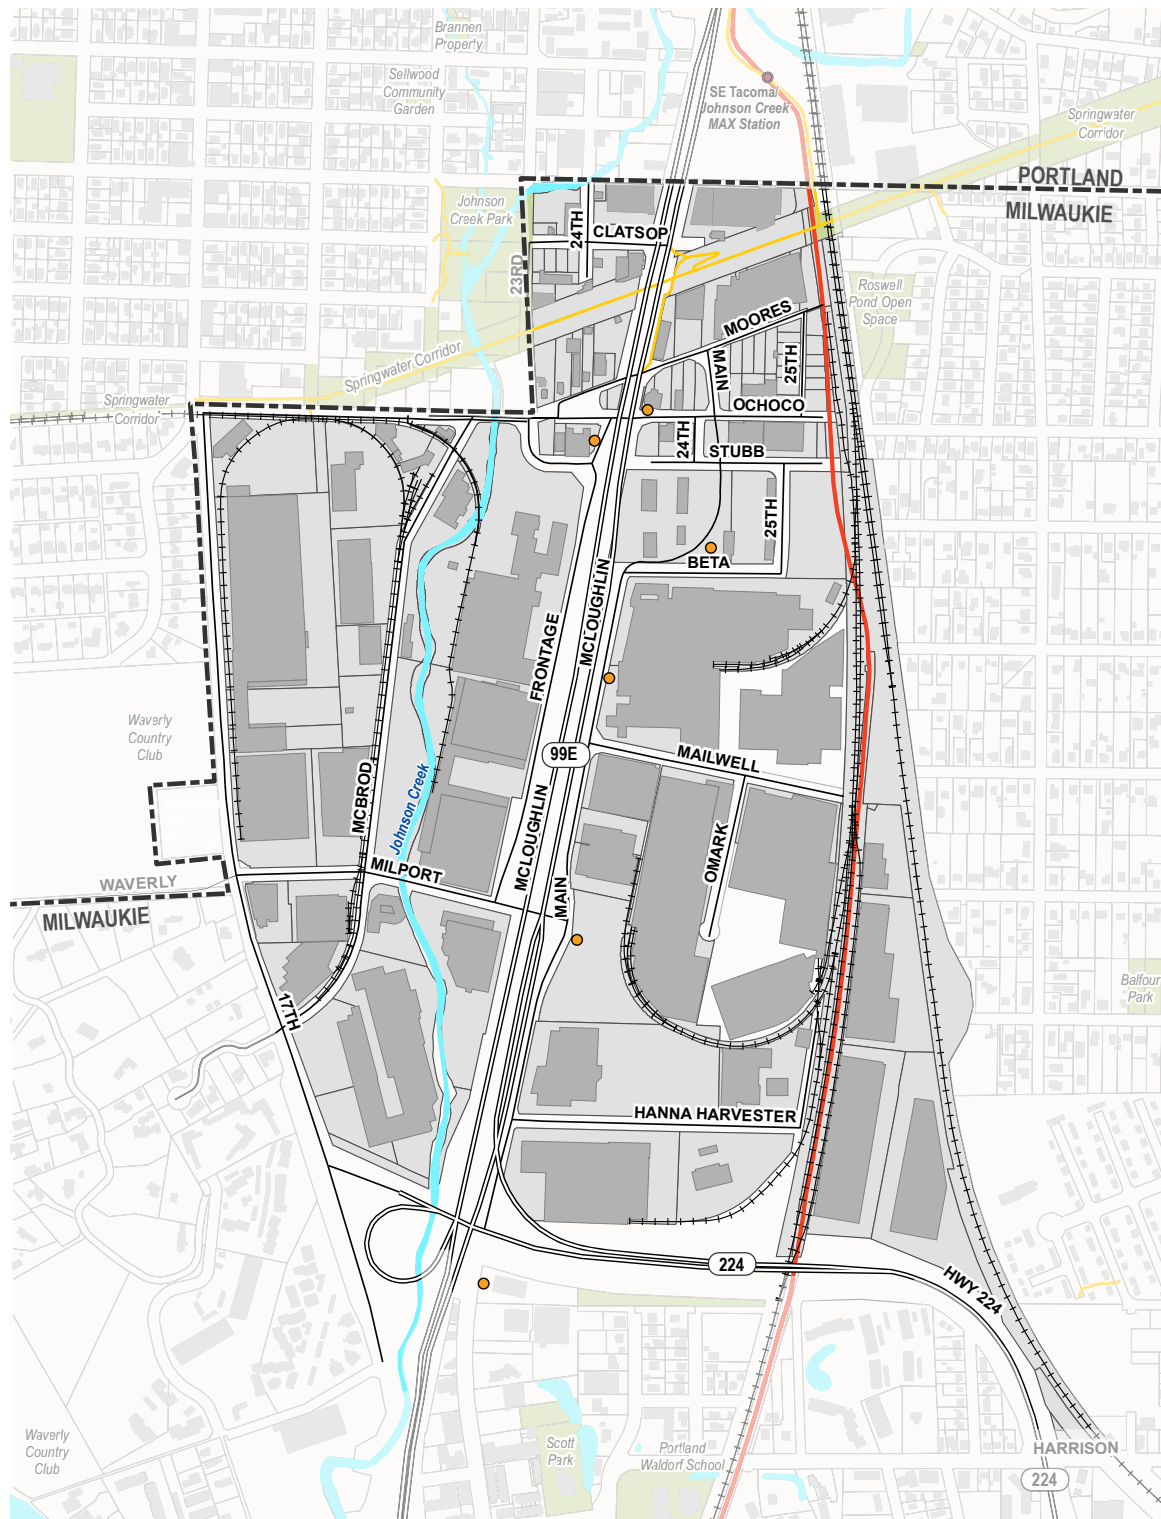 Brannen
Property
Sellwood
Community
Garden
SE Tacoma/
Johnson Creek
MAX Station
Springwater
Corridor
PORTLAND
MILWAUKIE
Johnson
Creek Park
24TH
CLATSOP
23RD
Roswell
Pond Open
Space
MOORES
MAIN
25TH
Springwater Corridor
Springwater
Corridor
OCHOCO
24TH
STUBB
25TH
BETA
MCLOUGHLIN
FRONTAGE
Waverly
Country
Club
99E
MAILWELL
MCBROD
Johnson Creek
MCLOUGHLIN
OMARK
MILPORT
WAVERLY
MAIN
MILWAUKIE
Balfour
Park
17TH
HANNA HARVESTER
224
HWY 224
Waverly
Country
Club
Scott
Park
Portland
Waldorf School
HARRISON
224